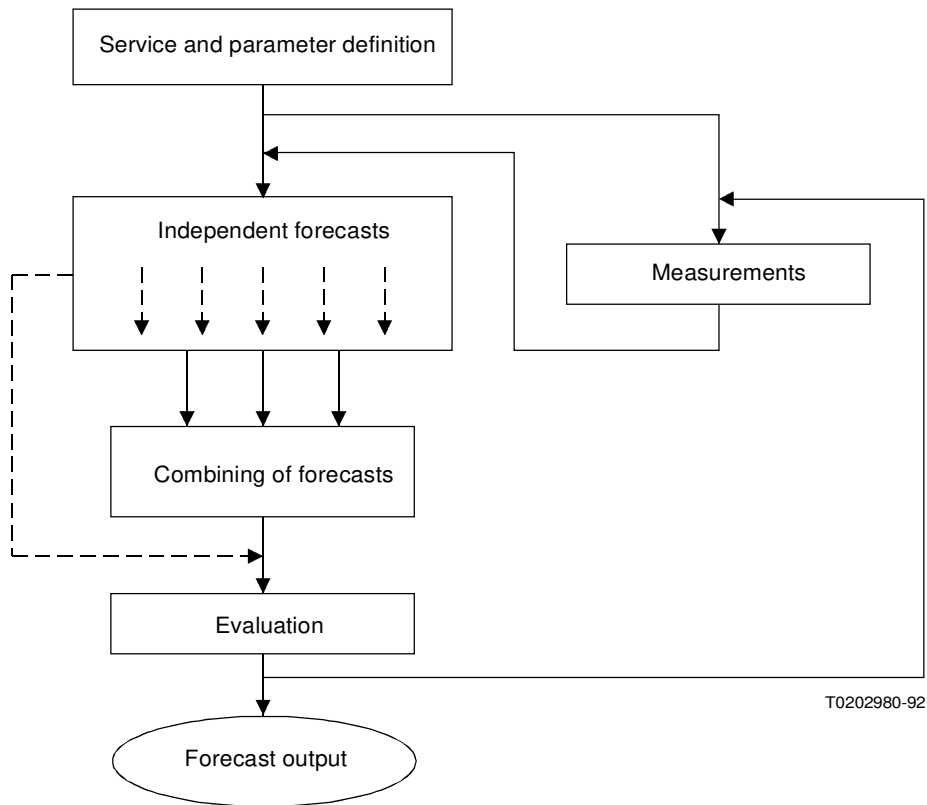 Service and parameter definition
Independent forecasts
Measurements
Combining of forecasts
Evaluation
T0202980-92
Forecast output